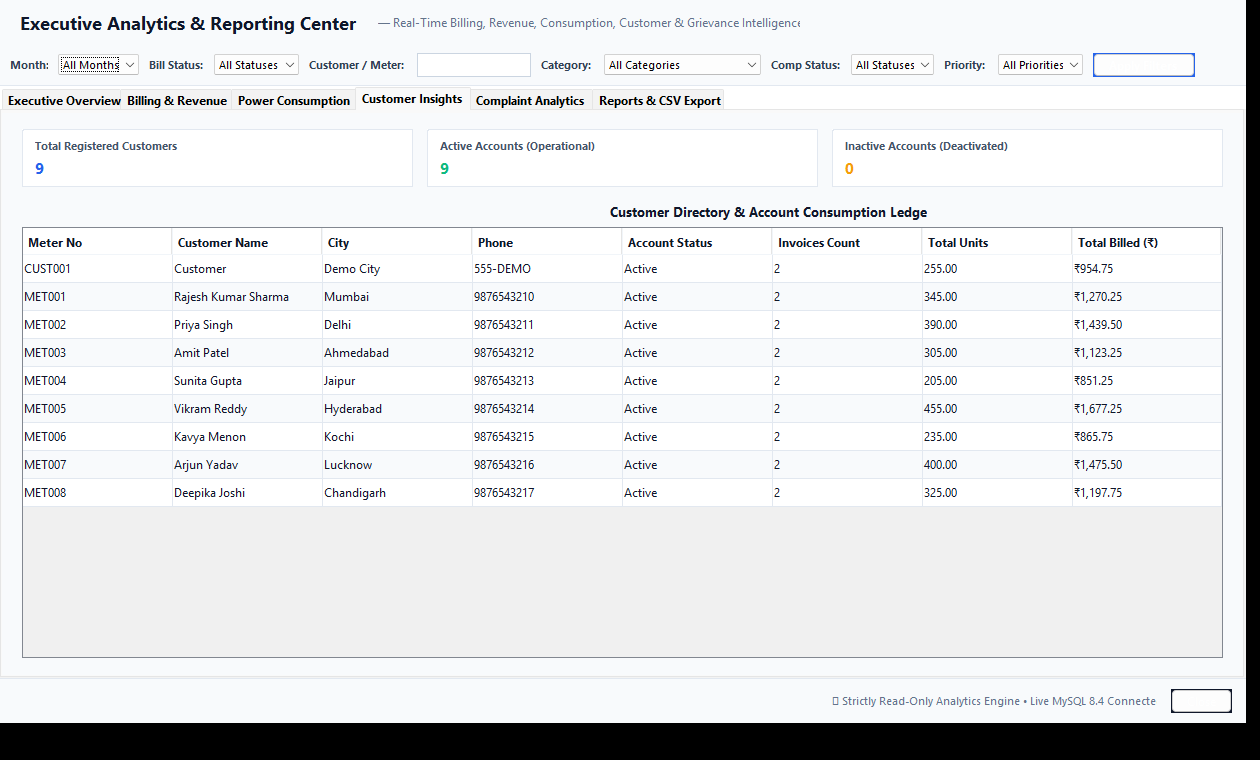 Executive Analytics & Reporting Center — Real-Time Billing, Revenue, Consumption, Customer & Grievance Intelligence
Month: All Months Bill Status: All Statuses Customer / Meter: Category: All Categories Comp Status: All Statuses Priority: All Priorities
Executive Overview Billing & Revenue Power Consumption Customer Insights Complaint Analytics Reports & CSV Export
Total Registered Customers Active Accounts (Operational) Inactive Accounts (Deactivated)
9 9 0
Customer Directory & Account Consumption Ledge
Meter No Customer Name City Phone Account Status Invoices Count Total Units Total Billed (₹)
CUST001 Customer Demo City 555-DEMO Active 2 255.00 ₹954.75
MET001 Rajesh Kumar Sharma Mumbai 9876543210 Active 2 345.00 ₹1,270.25
MET002 Priya Singh Delhi 9876543211 Active 2 390.00 ₹1,439.50
MET003 Amit Patel Ahmedabad 9876543212 Active 2 305.00 ₹1,123.25
MET004 Sunita Gupta Jaipur 9876543213 Active 2 205.00 ₹851.25
MET005 Vikram Reddy Hyderabad 9876543214 Active 2 455.00 ₹1,677.25
MET006 Kavya Menon Kochi 9876543215 Active 2 235.00 ₹865.75
MET007 Arjun Yadav Lucknow 9876543216 Active 2 400.00 ₹1,475.50
MET008 Deepika Joshi Chandigarh 9876543217 Active 2 325.00 ₹1,197.75
Strictly Read-Only Analytics Engine • Live MySQL 8.4 Connecte